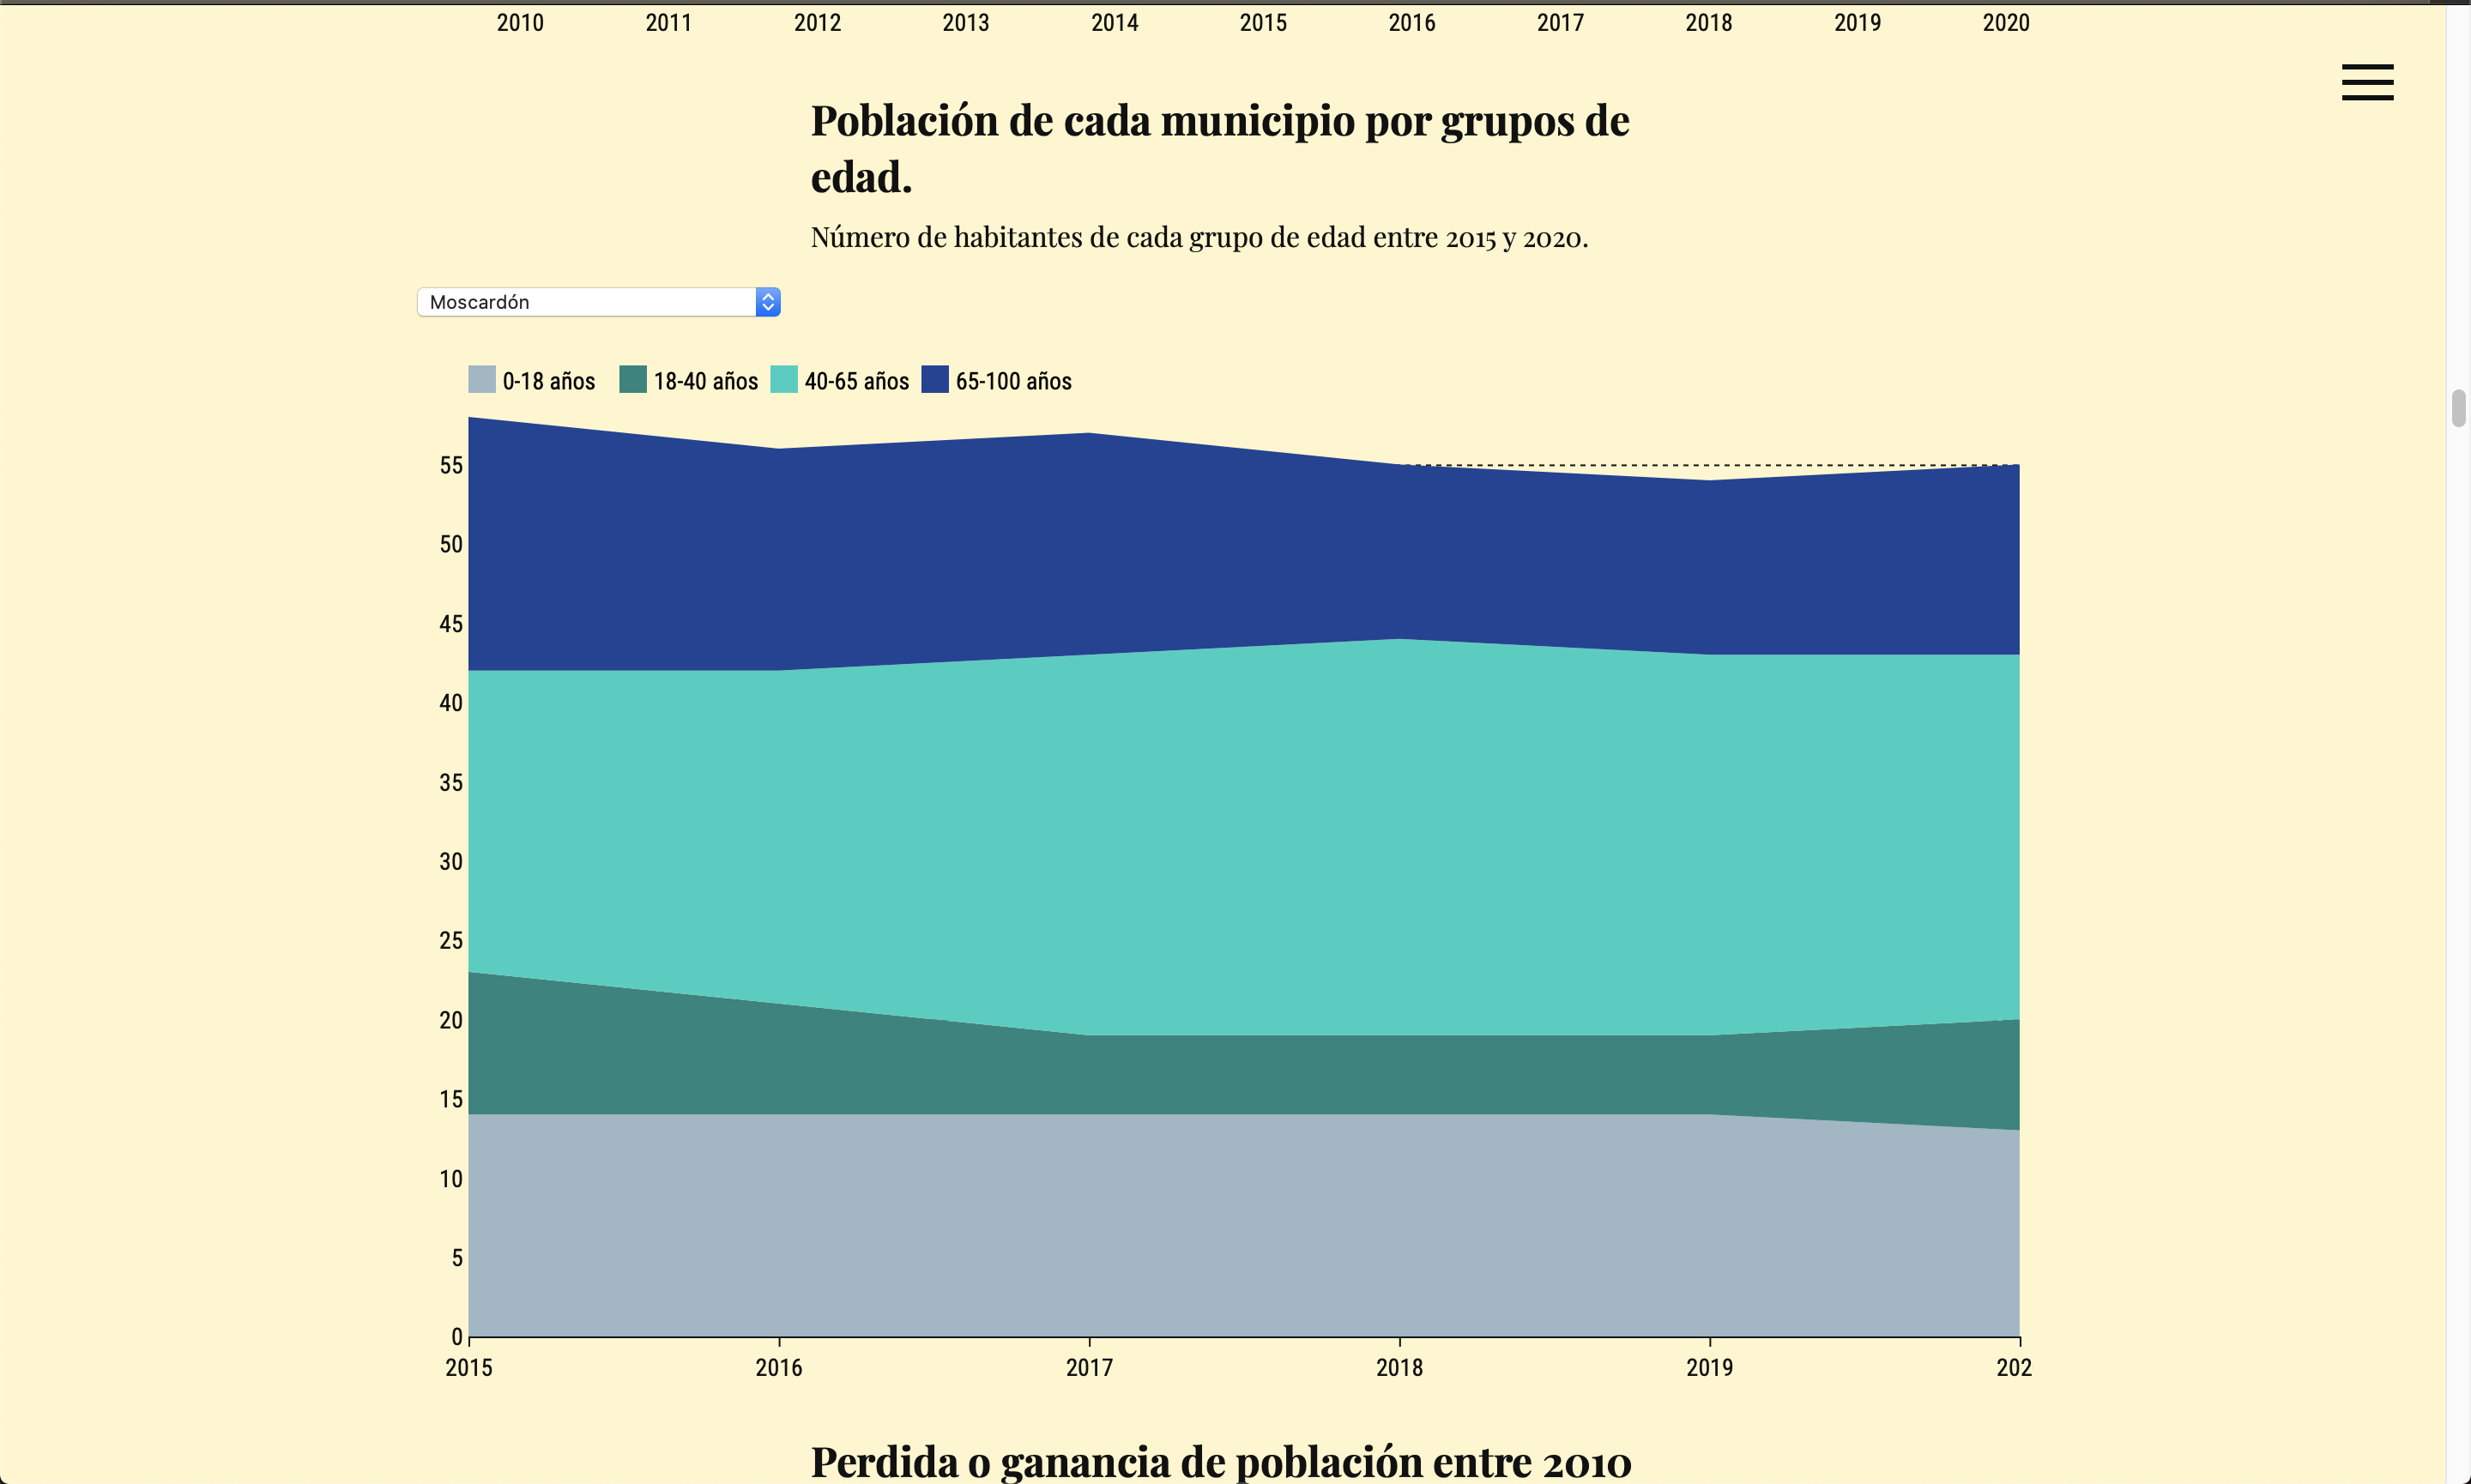 2010 2011 2012 2013 2014 2015 2016 2017 2018 2019 2020
Población de cada municipio por grupos de
edad.
Número de habitantes de cada grupo de edad entre 2015 y 2020.
Moscardón
0-18 años 18-40 años 40-65 años 65-100 años
55
50
45
40
35
30
25
20
15
10
5
0
2015 2016 2017 2018 2019 202
Perdida o ganancia de población entre 2010